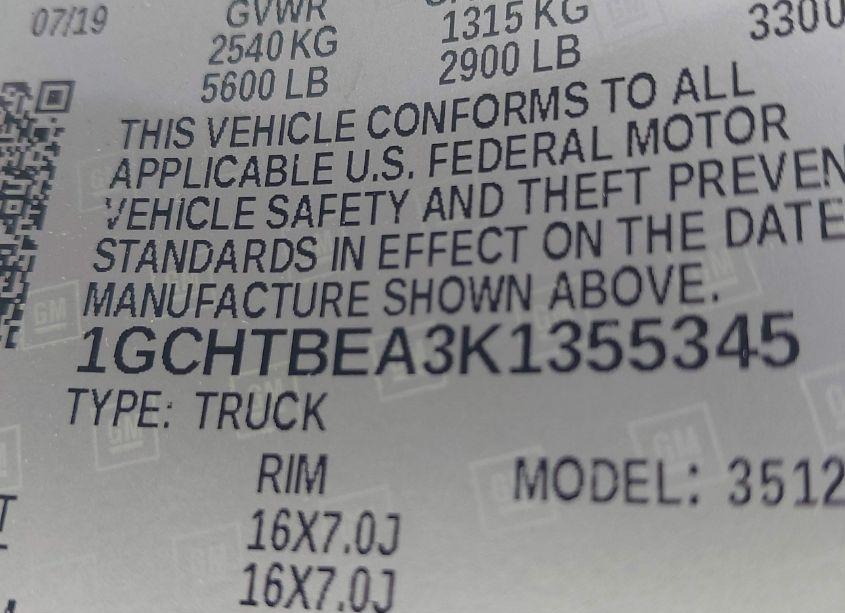 07/19 GVWR
2540 KG 1315 KG 3300
5600 LB 2900 LB
THIS VEHICLE CONFORMS TO ALL
APPLICABLE U.S. FEDERAL MOTOR
VEHICLE SAFETY AND THEFT PREVEN
STANDARDS IN EFFECT ON THE DATE
MANUFACTURE SHOWN ABOVE.
1GCHTBEA3K1355345
TYPE: TRUCK
RIM MODEL: 3512
16X7.0J
16X7.0J